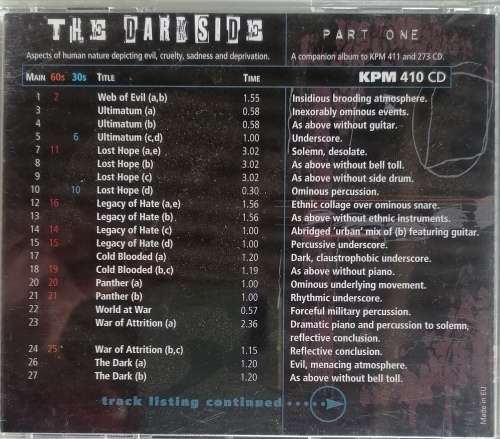 THE DARKSIDE PART ONE
Aspects of human nature depicting evil, cruelty, sadness and deprivation. A companion album to KPM 411 and 273 CD.
MAIN 60s 30s TITLE TIME KPM 410 CD
1 2 Web of Evil (a,b) 1.55 Insidious brooding atmosphere.
3 Ultimatum (a) 0.58 Inexorably ominous events.
4 Ultimatum (b) 0.58 As above without guitar.
5 6 Ultimatum (c,d) 1.00 Underscore.
7 11 Lost Hope (a,e) 3.02 Solemn, desolate.
8 Lost Hope (b) 3.02 As above without bell toll.
9 Lost Hope (c) 3.02 As above without side drum.
10 10 Lost Hope (d) 0.30 Ominous percussion.
12 16 Legacy of Hate (a,e) 1.56 Ethnic collage over ominous snare.
13 Legacy of Hate (b) 1.56 As above without ethnic instruments.
14 14 Legacy of Hate (c) 1.00 Abridged 'urban' mix of (b) featuring guitar.
15 15 Legacy of Hate (d) 1.00 Percussive underscore.
17 Cold Blooded (a) 1.20 Dark, claustrophobic underscore.
18 19 Cold Blooded (b,c) 1.19 As above without piano.
20 20 Panther (a) 1.00 Ominous underlying movement.
21 21 Panther (b) 1.00 Rhythmic underscore.
22 World at War 0.57 Forceful military percussion.
23 War of Attrition (a) 2.36 Dramatic piano and percussion to solemn,
reflective conclusion.
24 25 War of Attrition (b,c) 1.15 Reflective conclusion.
26 The Dark (a) 1.20 Evil, menacing atmosphere.
27 The Dark (b) 1.20 As above without bell toll.
track listing continued
Made in EU